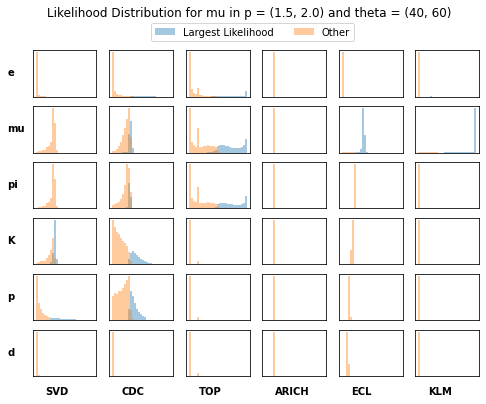 Likelihood Distribution for mu in p = (1.5, 2.0) and theta = (40, 60)
Largest Likelihood Other
e
mu
pi
K
p
d
SVD CDC TOP ARICH ECL KLM